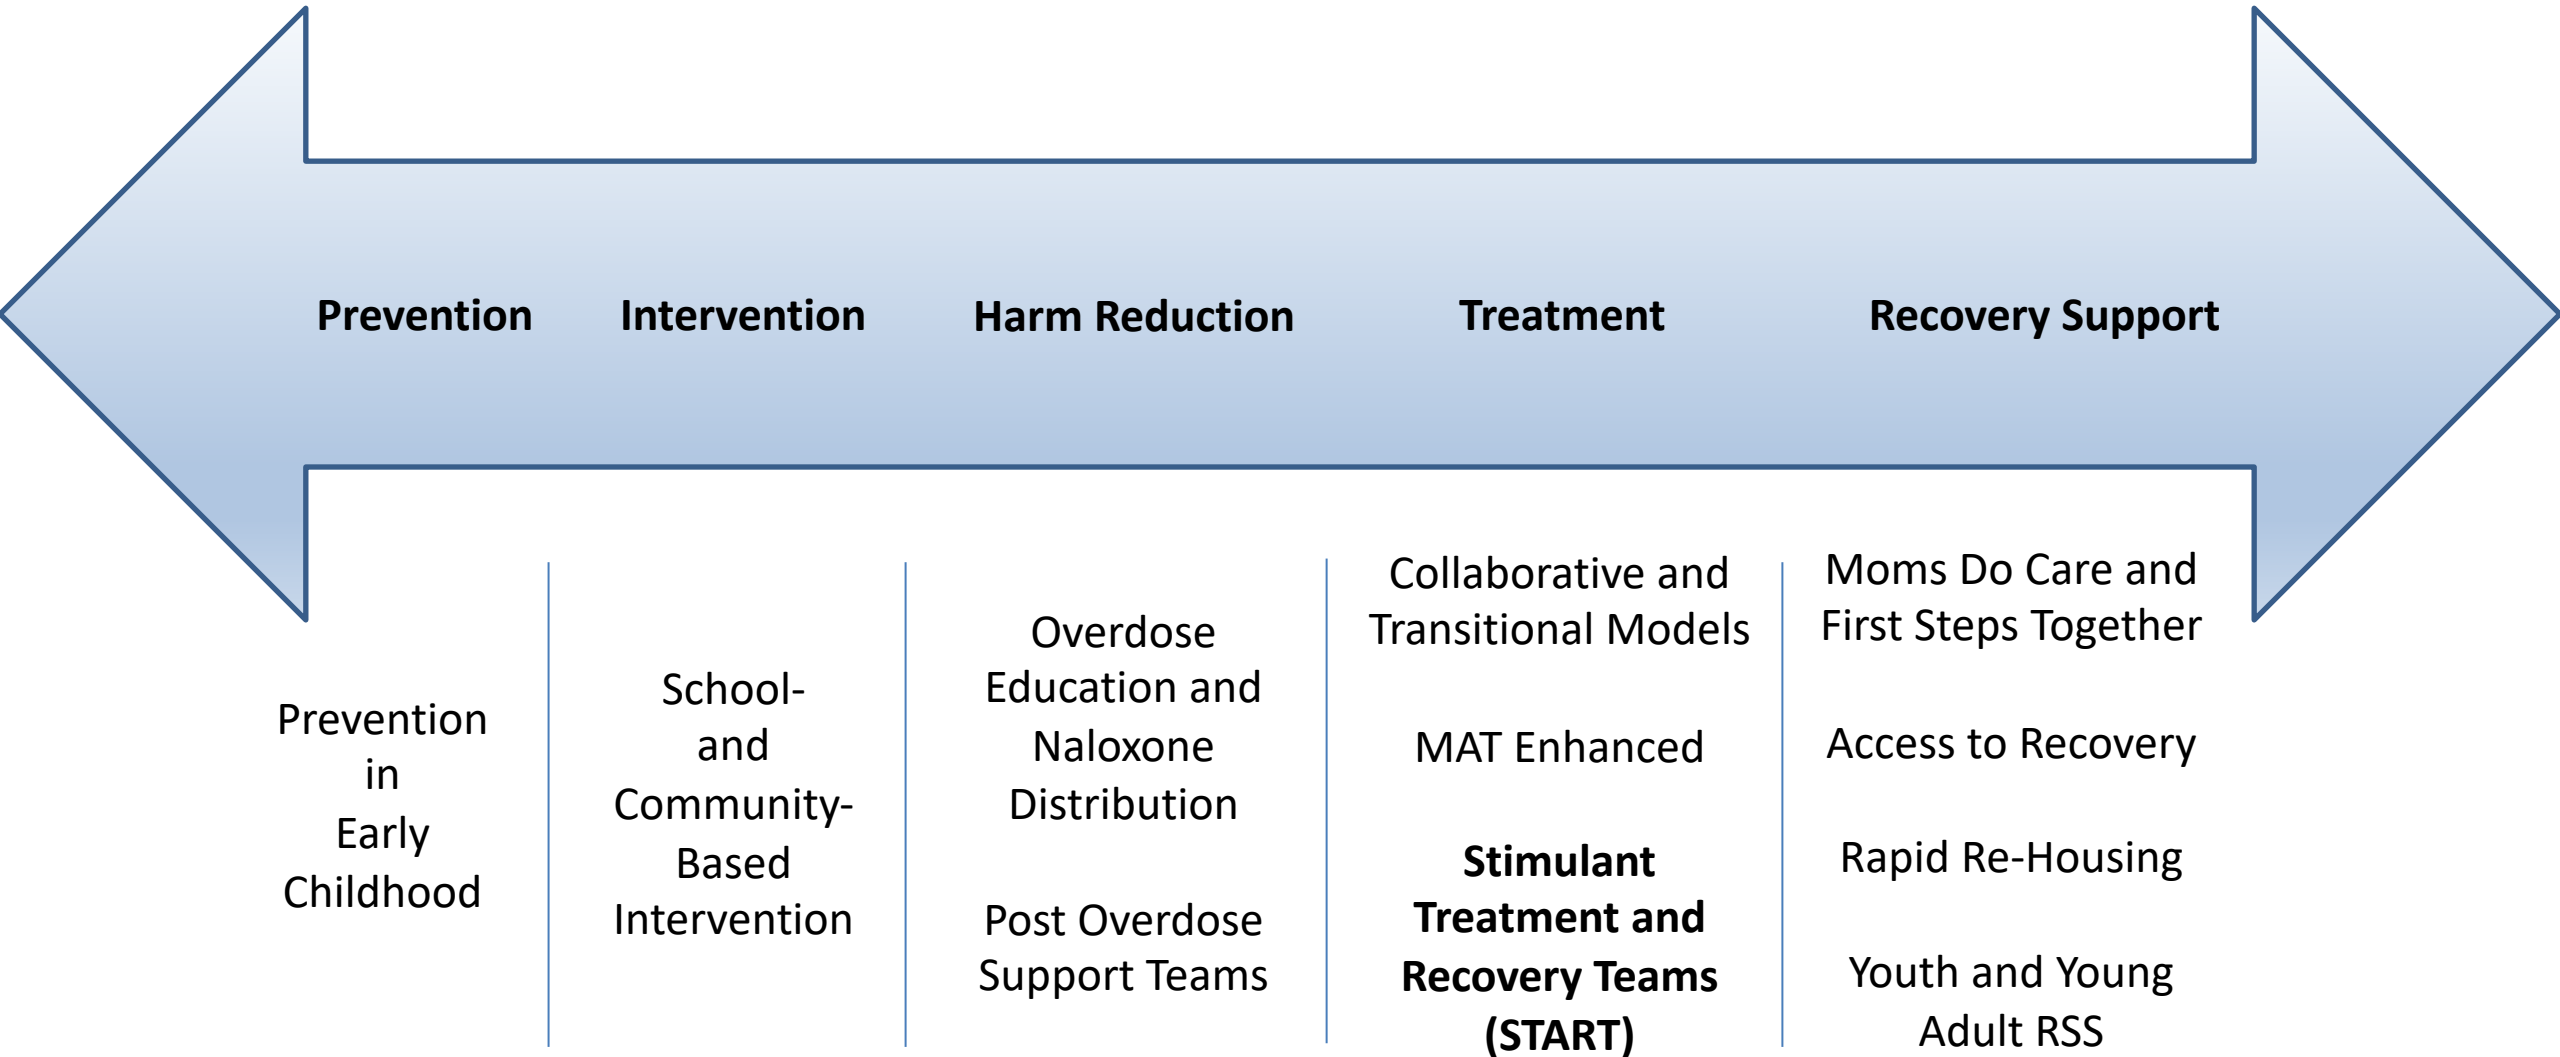 Prevention
Intervention
Harm Reduction
Treatment
Recovery Support
Prevention
in
Early
Childhood
School-
and
Community-
Based
Intervention
Overdose
Education and
Naloxone
Distribution
Post Overdose
Support Teams
Collaborative and
Transitional Models
MAT Enhanced
Stimulant
Treatment and
Recovery Teams
(START)
Moms Do Care and
First Steps Together
Access to Recovery
Rapid Re-Housing
Youth and Young
Adult RSS